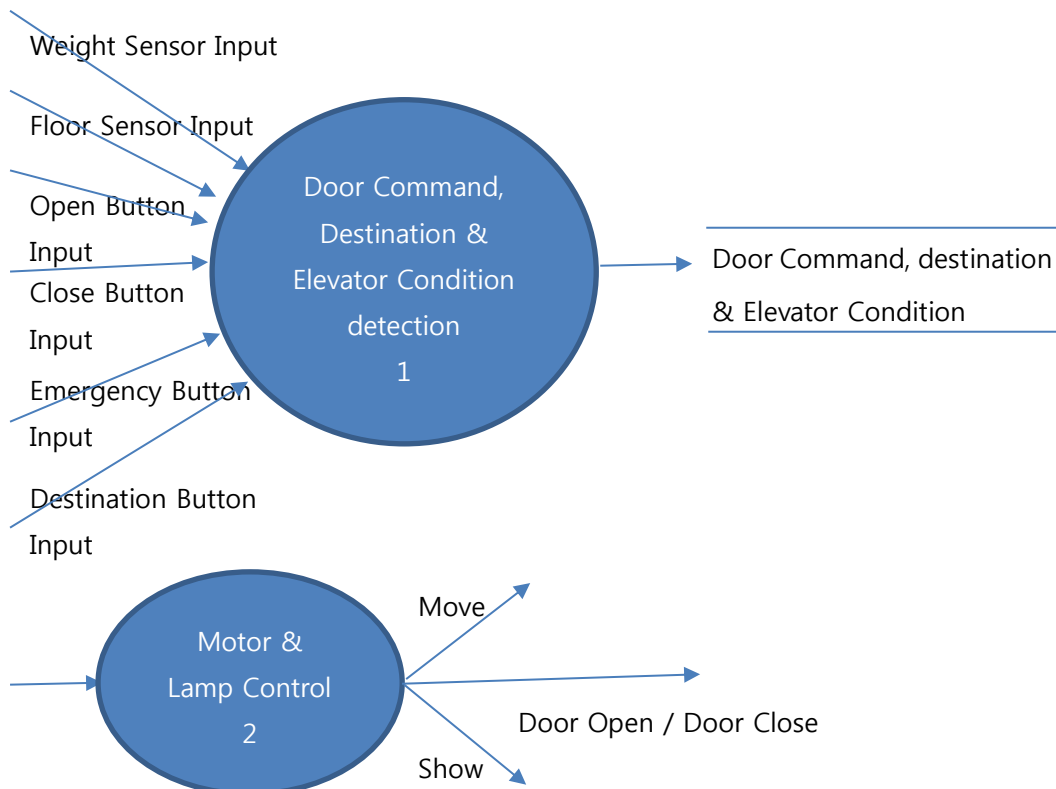 Weight Sensor Input
Floor Sensor Input
Open Button
Input
Close Button
Input
Emergency Button
Input
Destination Button
Input
Door Command,
Destination &
Elevator Condition
detection
1
Door Command, destination
& Elevator Condition
Motor &
Lamp Control
2
Move
Door Open / Door Close
Show